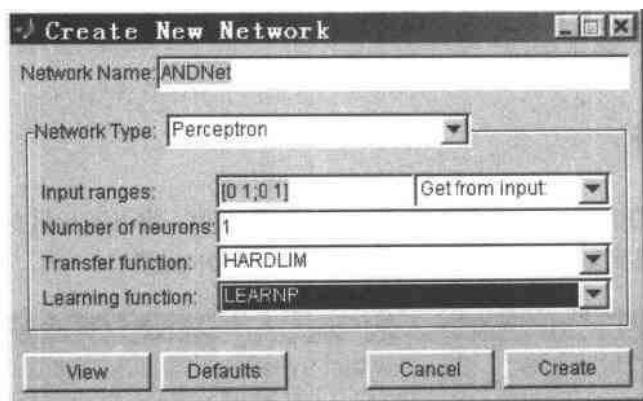 Create New Network
Network Name: ANDNet
Network Type: Perceptron
Input ranges: [0 1;0 1] Get from input:
Number of neurons: 1
Transfer function: HARDLIM
Learning function: LEARNP
View Defaults Cancel Create